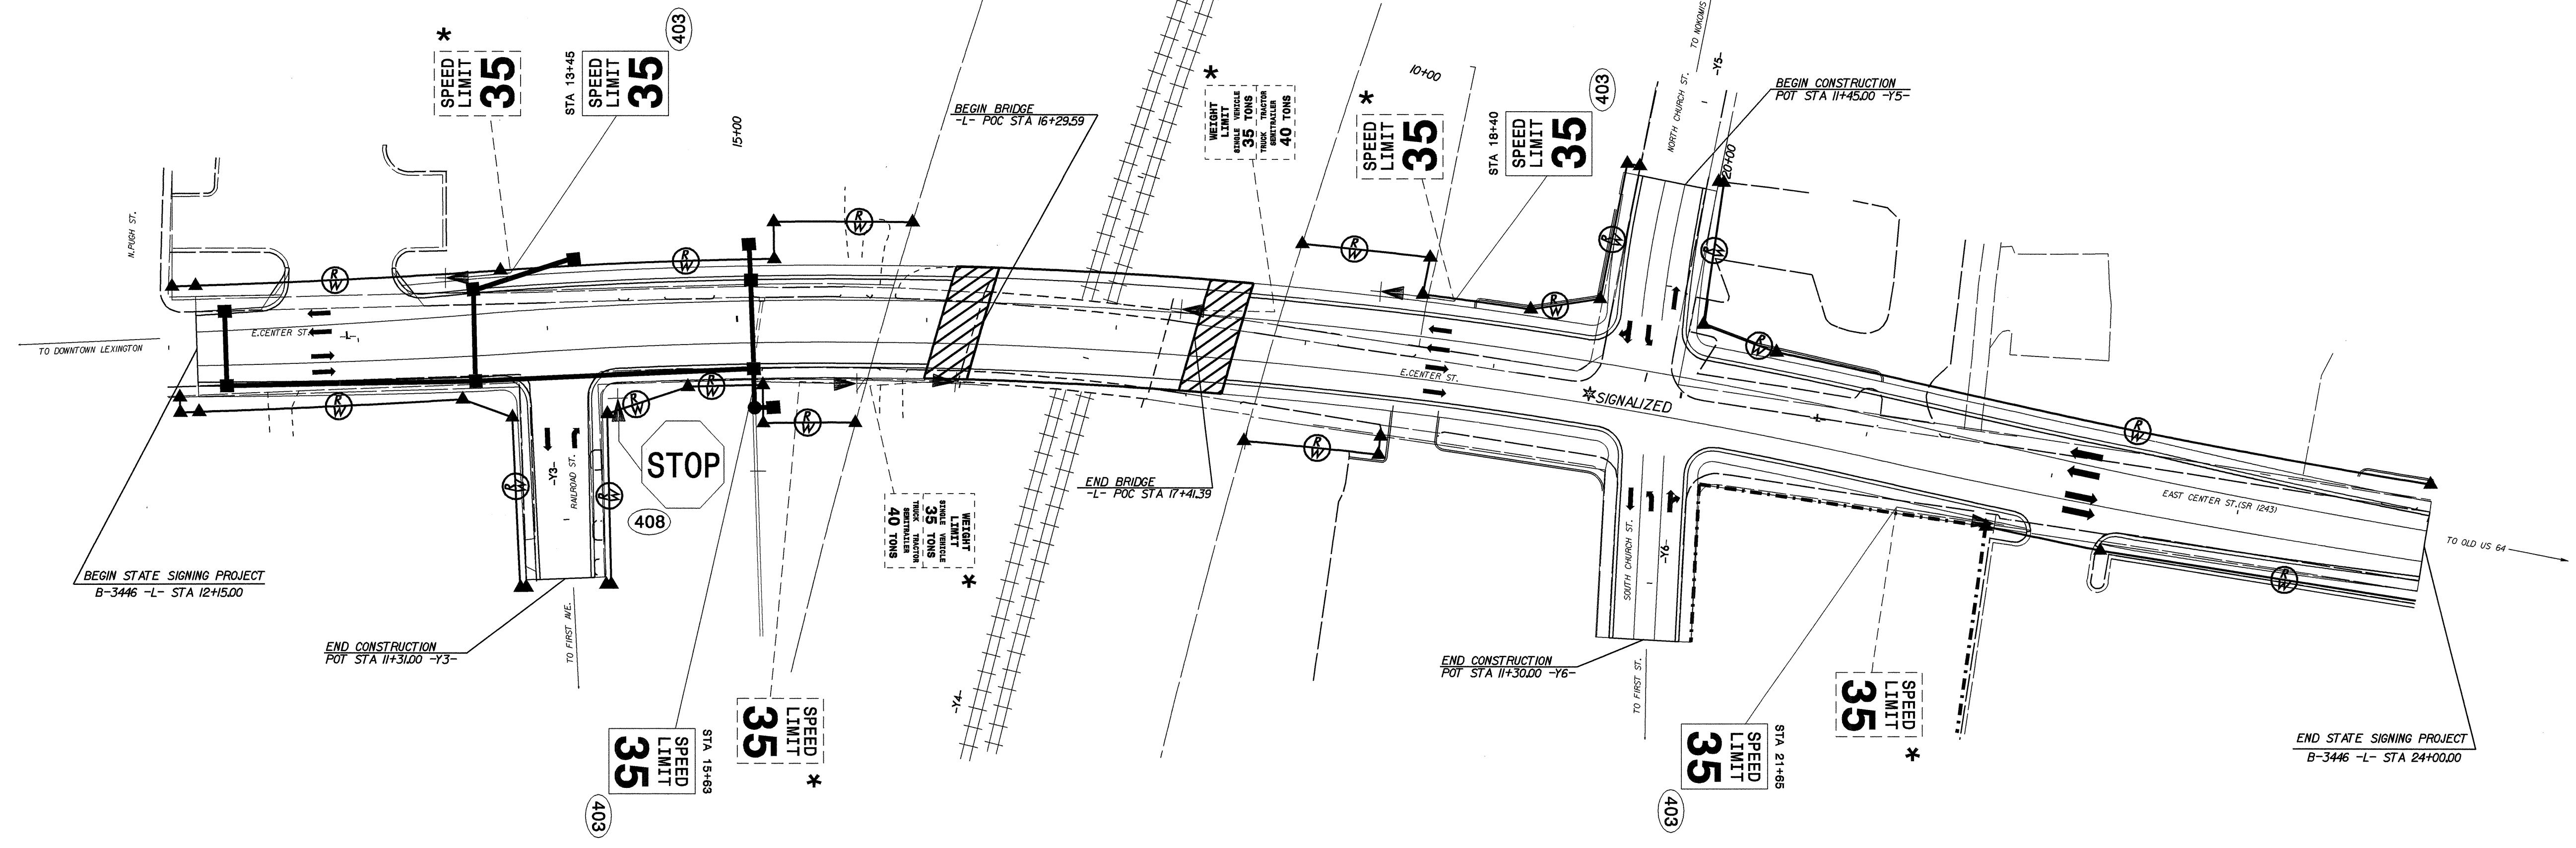 *
SPEED
LIMIT
35
STA 13+45
SPEED
LIMIT
35
403
15+00
BEGIN BRIDGE
-L- POC STA 16+29.59
*
WEIGHT
LIMIT
SINGLE VEHICLE
35 TONS
TRUCK TRACTOR
SEMITRAILER
40 TONS
10+00
*
SPEED
LIMIT
35
STA 18+40
SPEED
LIMIT
35
403
TO NOKOMIS
-Y5-
NORTH CHURCH ST.
20+00
BEGIN CONSTRUCTION
POT STA 11+45.00 -Y5-
N.PUGH ST.
R
W
R
W
R
W
R
W
R
W
R
W
R
W
R
W
TO DOWNTOWN LEXINGTON
E.CENTER ST.
-L-
E.CENTER ST.
SIGNALIZED
-L-
R
W
R
W
R
W
R
W
R
W
R
W
R
W
R
W
R
W
-Y3-
RAILROAD ST.
STOP
408
END BRIDGE
-L- POC STA 17+41.39
WEIGHT
LIMIT
SINGLE VEHICLE
35 TONS
TRUCK TRACTOR
SEMITRAILER
40 TONS
*
EAST CENTER ST.(SR 1243)
TO OLD US 64
SOUTH CHURCH ST.
-Y6-
R
W
BEGIN STATE SIGNING PROJECT
B-3446 -L- STA 12+15.00
END CONSTRUCTION
POT STA 11+31.00 -Y3-
TO FIRST AVE.
END CONSTRUCTION
POT STA 11+30.00 -Y6-
TO FIRST ST.
-Y4-
STA 15+63
SPEED
LIMIT
35
403
SPEED
LIMIT
35
*
STA 21+65
SPEED
LIMIT
35
403
SPEED
LIMIT
35
*
END STATE SIGNING PROJECT
B-3446 -L- STA 24+00.00